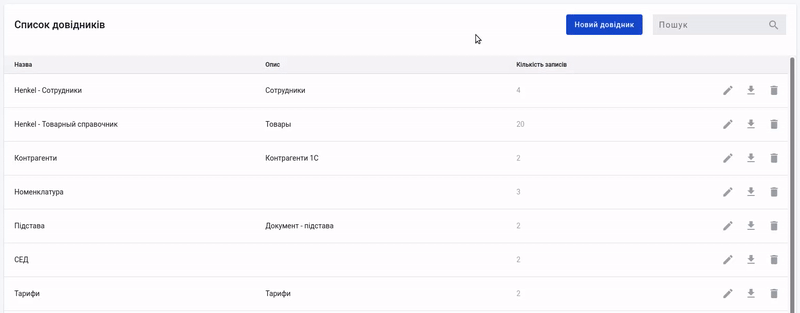 Список довідників
Новий довідник
Пошук
Назва Опис Кількість записів
Henkel - Сотрудники Сотрудники 4
Henkel - Товарный справочник Товары 20
Контрагенти Контрагенти 1С 2
Номенклатура 3
Підстава Документ - підстава 2
СЕД 2
Тарифи Тарифи 2